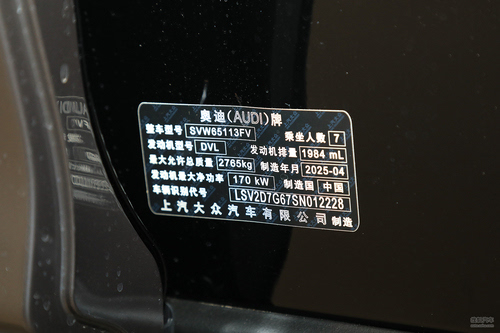 奥迪(AUDI)牌
整车型号 SVW65113FV 乘坐人数 7
发动机型号 DVL 发动机排量 1984 mL
最大允许总质量 2765kg 制造年月 2025-04
发动机最大净功率 170 kW 制造国 中国
车辆识别代号 LSV2D7G67SN012228
上汽大众汽车有限公司 制造